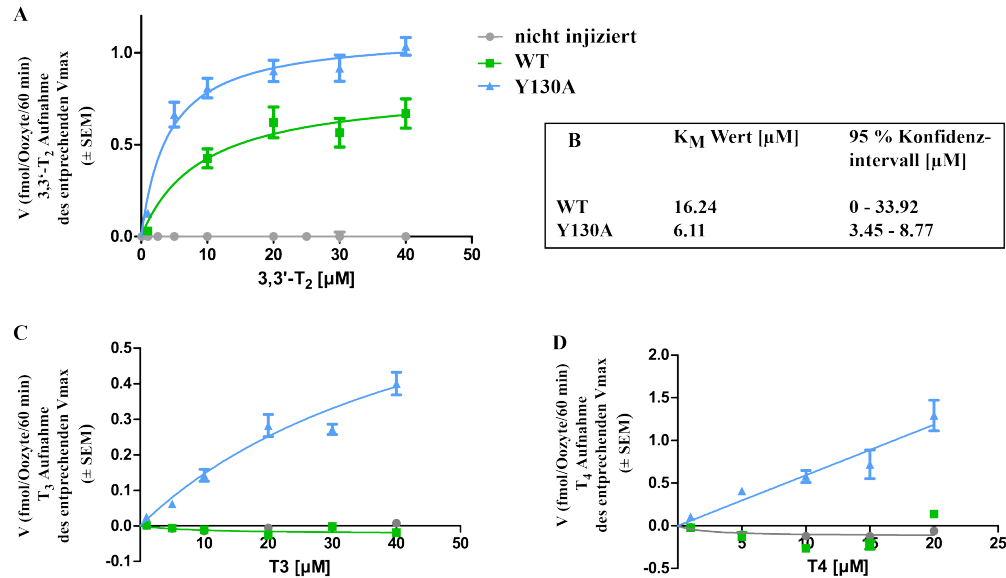 A
V (fmol/Oozyte/60 min)
3,3‘-T2 Aufnahme
des entprechenden Vmax
(± SEM)
1.0
0.5
0.0
0 10 20 30 40 50
3,3'-T2 [µM]
nicht injiziert
WT
Y130A
B KM Wert [µM] 95 % Konfidenz-
intervall [µM]
WT 16.24 0 - 33.92
Y130A 6.11 3.45 - 8.77
C
V (fmol/Oozyte/60 min)
T3 Aufnahme
des entprechenden Vmax
(± SEM)
0.5
0.4
0.3
0.2
0.1
0.0
-0.1
10 20 30 40 50
T3 [µM]
D
V (fmol/Oozyte/60 min)
T4 Aufnahme
des entprechenden Vmax
(± SEM)
2.0
1.5
1.0
0.5
0.0
-0.5
5 10 15 20 25
T4 [µM]